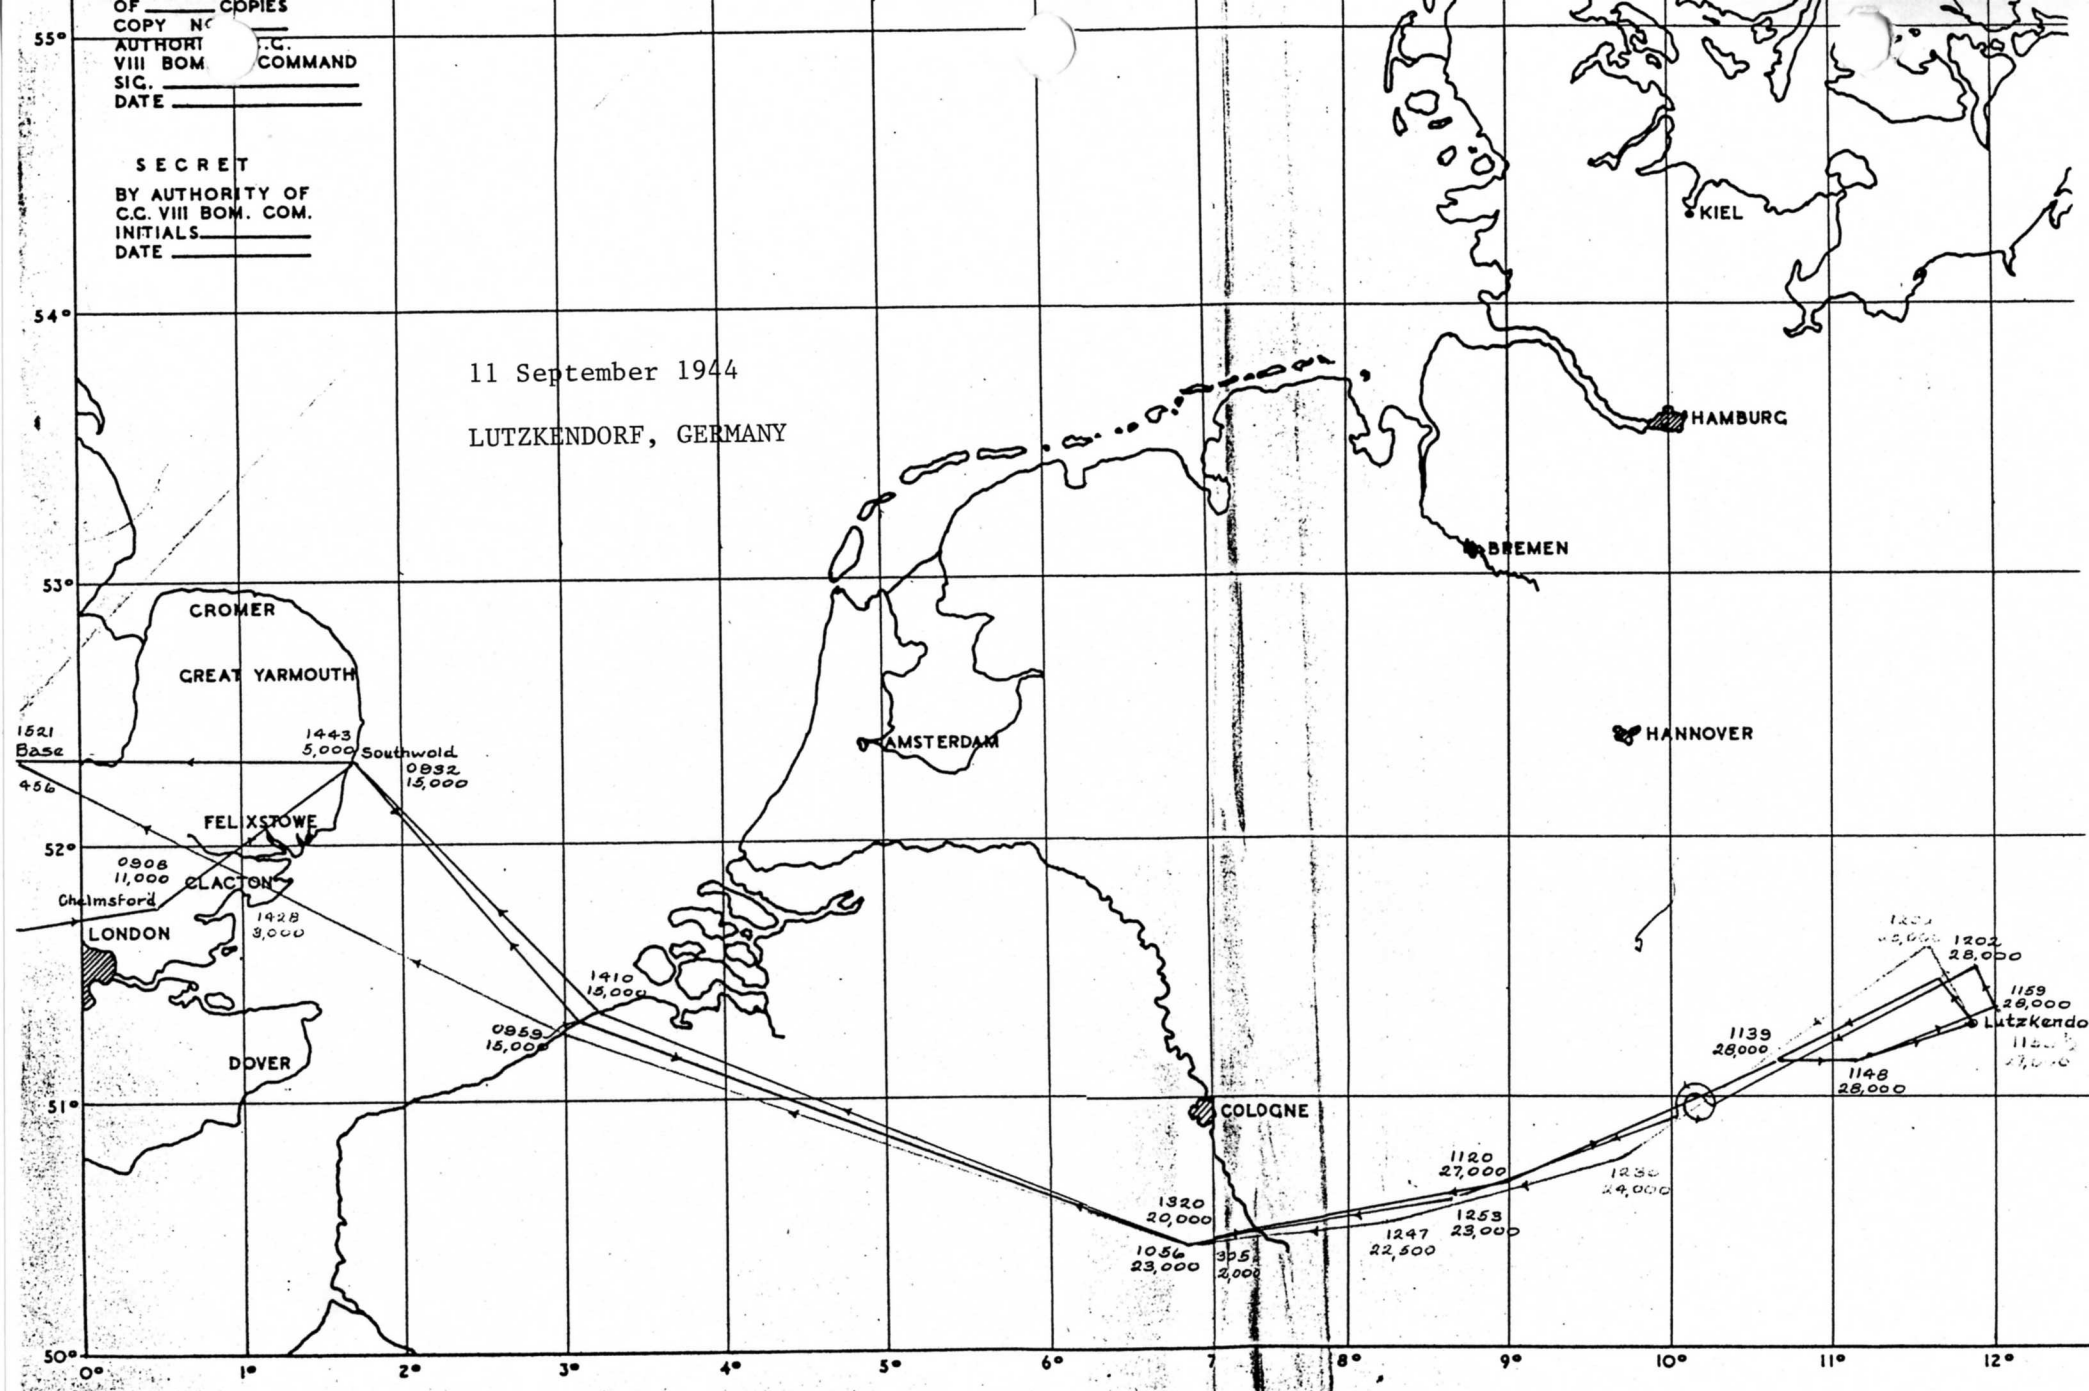 OF COPIES
COPY
VIII COMMAND
SIG.
DATE
SECRET
BY AUTHORITY OF
C.C. VIII BOM. COM.
INITIALS
DATE
55°
54°
53°
52°
51°
50°
11 September 1944
LUTZKENDORF, GERMANY
KIEL
HAMBURG
BREMEN
HANNOVER
CROMER
GREAT YARMOUTH
AMSTERDAM
1521
Base
456
1443
5,000
Southwold
0832
15,000
FELIXSTOWE
0908
11,000
CLACTON
Chelmsford
1428
3,000
LONDON
DOVER
1410
15,000
0959
15,000
COLOGNE
1320
20,000
1056
23,000
305
2,000
1120
27,000
1247
22,500
1253
23,000
24,000
1139
28,000
1148
28,000
1202
28,000
1159
28,000
Lutzkendo
0° 1° 2° 3° 4° 5° 6° 7 8° 9° 10° 11° 12°